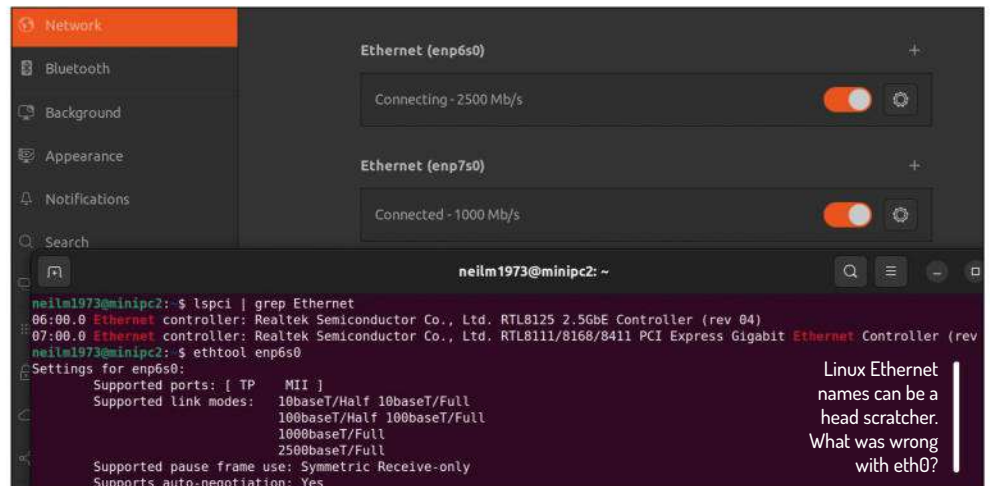 Network
Bluetooth
Background
Appearance
Notifications
Search
Ethernet (enp6s0)
Connecting - 2500 Mb/s
Ethernet (enp7s0)
Connected - 1000 Mb/s
neilm1973@minipc2: ~
neilm1973@minipc2:~$ lspci | grep Ethernet
06:00.0 Ethernet controller: Realtek Semiconductor Co., Ltd. RTL8125 2.5GbE Controller (rev 04)
07:00.0 Ethernet controller: Realtek Semiconductor Co., Ltd. RTL8111/8168/8411 PCI Express Gigabit Ethernet Controller (rev
neilm1973@minipc2:~$ ethtool enp6s0
Settings for enp6s0:
Supported ports: [ TP MII ]
Supported link modes: 10baseT/Half 10baseT/Full
100baseT/Half 100baseT/Full
1000baseT/Full
2500baseT/Full
Supported pause frame use: Symmetric Receive-only
Supports auto-negotiation: Yes
Linux Ethernet
names can be a
head scratcher.
What was wrong
with eth0?